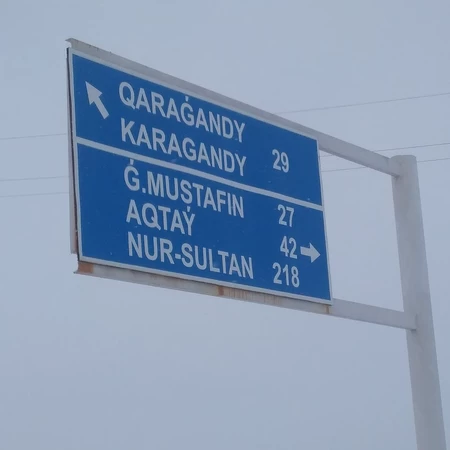 QARAǴANDY
KARAGANDY 29
Ǵ.MUSTAFIN 27
AQTAÝ 42
NUR-SULTAN 218